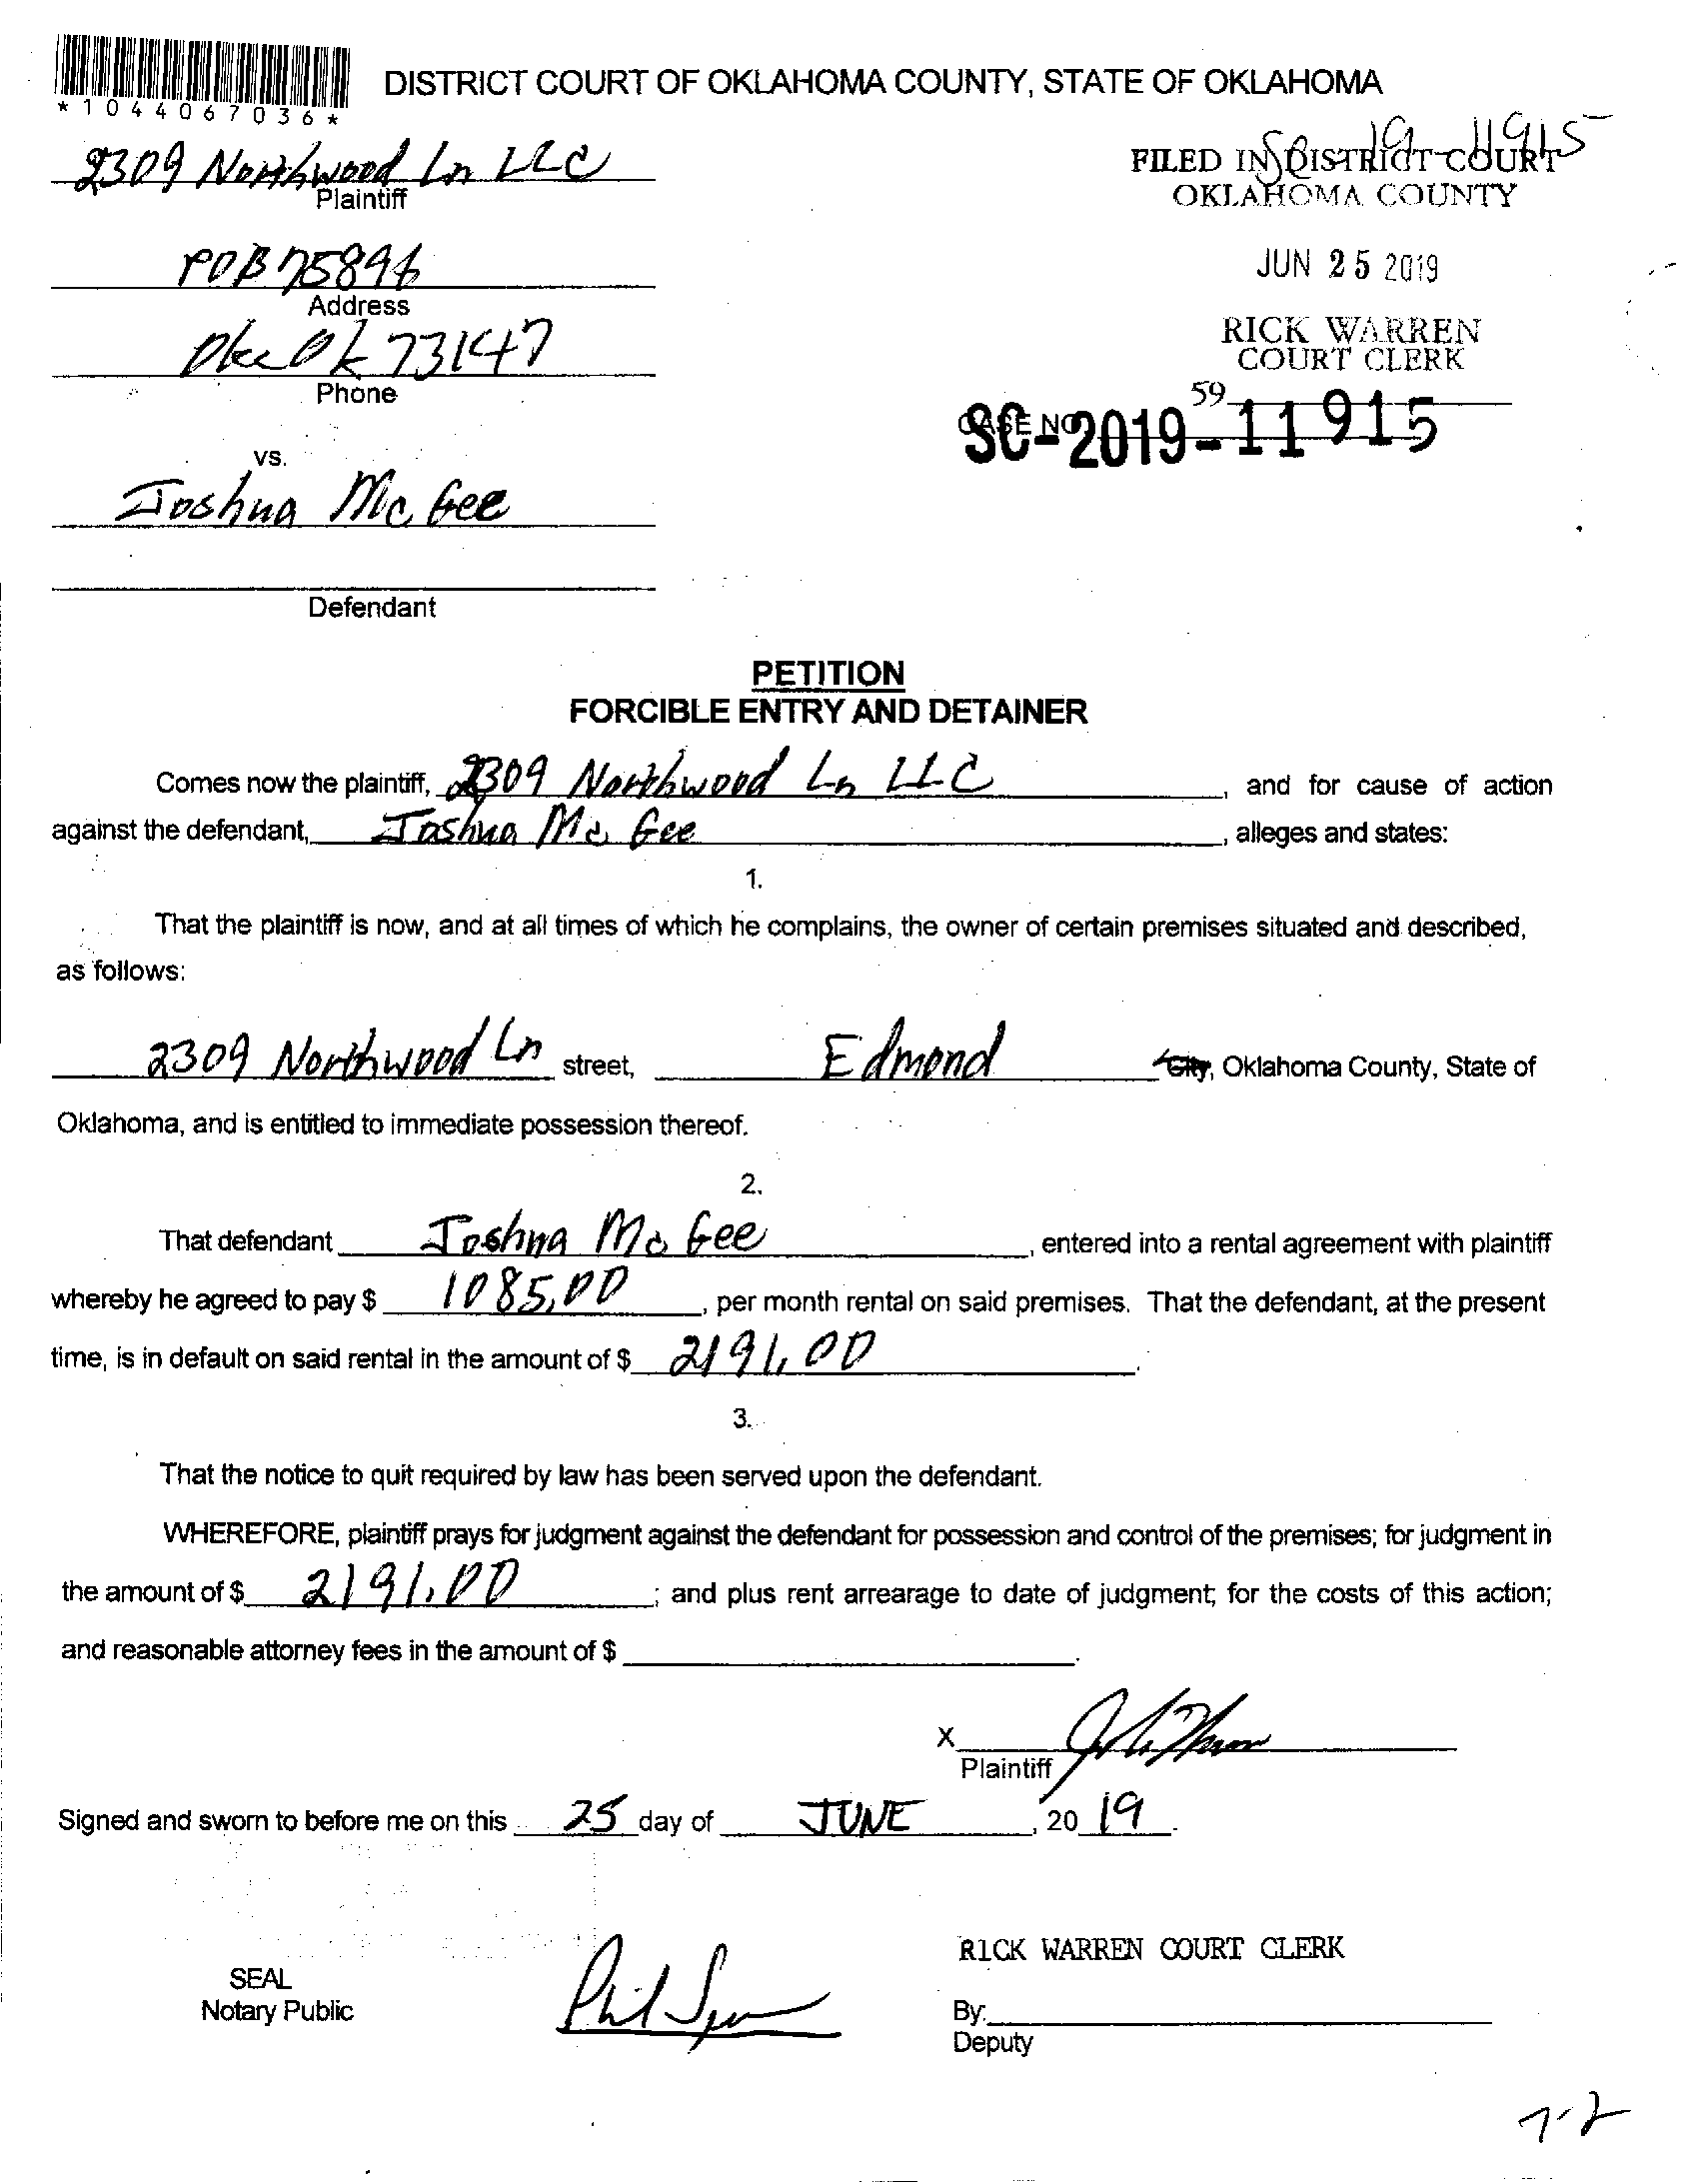 *1044067036*
DISTRICT COURT OF OKLAHOMA COUNTY, STATE OF OKLAHOMA
SC 19-11915
2309 Northwood Ln LLC
Plaintiff
FILED IN DISTRICT COURT
OKLAHOMA COUNTY
POB 75896
Address
JUN 25 2019
Okc Ok 73147
Phone
RICK WARREN
COURT CLERK
59
CASE NO
SC-2019-11915
vs.
Joshua McGee
Defendant
PETITION
FORCIBLE ENTRY AND DETAINER
Comes now the plaintiff, 2309 Northwood Ln LLC, and for cause of action
against the defendant, Joshua McGee, alleges and states:
1.
That the plaintiff is now, and at all times of which he complains, the owner of certain premises situated and described,
as follows:
2309 Northwood Ln street, Edmond City, Oklahoma County, State of
Oklahoma, and is entitled to immediate possession thereof.
2.
That defendant Joshua McGee, entered into a rental agreement with plaintiff
whereby he agreed to pay $ 1085.00, per month rental on said premises. That the defendant, at the present
time, is in default on said rental in the amount of $ 2191.00.
3.
That the notice to quit required by law has been served upon the defendant.
WHEREFORE, plaintiff prays for judgment against the defendant for possession and control of the premises; for judgment in
the amount of $ 2191.00; and plus rent arrearage to date of judgment; for the costs of this action;
and reasonable attorney fees in the amount of $ .
X
Plaintiff
Signed and sworn to before me on this 25 day of JUNE, 20 19.
RICK WARREN COURT CLERK
SEAL
Notary Public
Phil
By:
Deputy
7-2